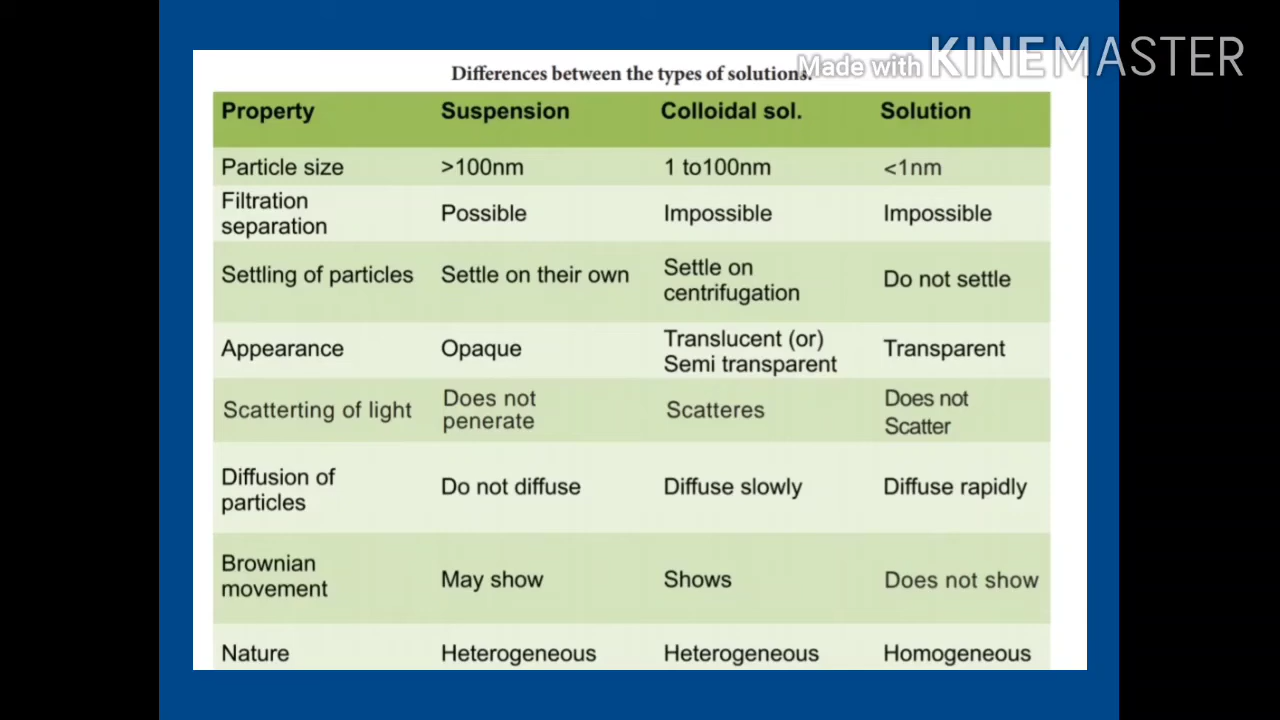 Made with KINEMASTER
Differences between the types of solutions.
Property Suspension Colloidal sol. Solution
Particle size >100nm 1 to100nm <1nm
Filtration
separation Possible Impossible Impossible
Settling of particles Settle on their own Settle on
centrifugation Do not settle
Appearance Opaque Translucent (or)
Semi transparent Transparent
Scatterting of light Does not
penerate Scatteres Does not
Scatter
Diffusion of
particles Do not diffuse Diffuse slowly Diffuse rapidly
Brownian
movement May show Shows Does not show
Nature Heterogeneous Heterogeneous Homogeneous